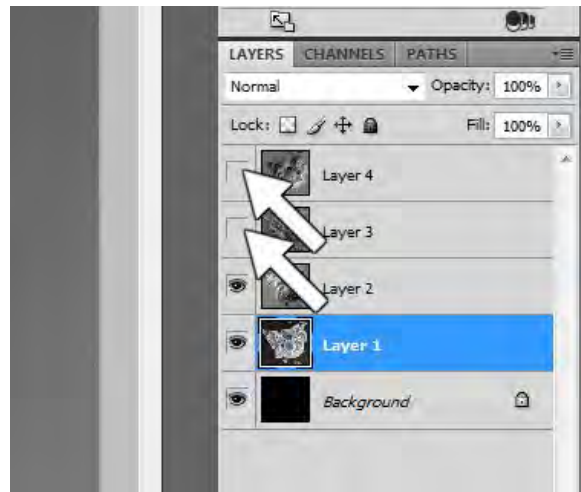 LAYERS CHANNELS PATHS
Normal Opacity: 100%
Lock: Fill: 100%
Layer 4
Layer 3
Layer 2
Layer 1
Background